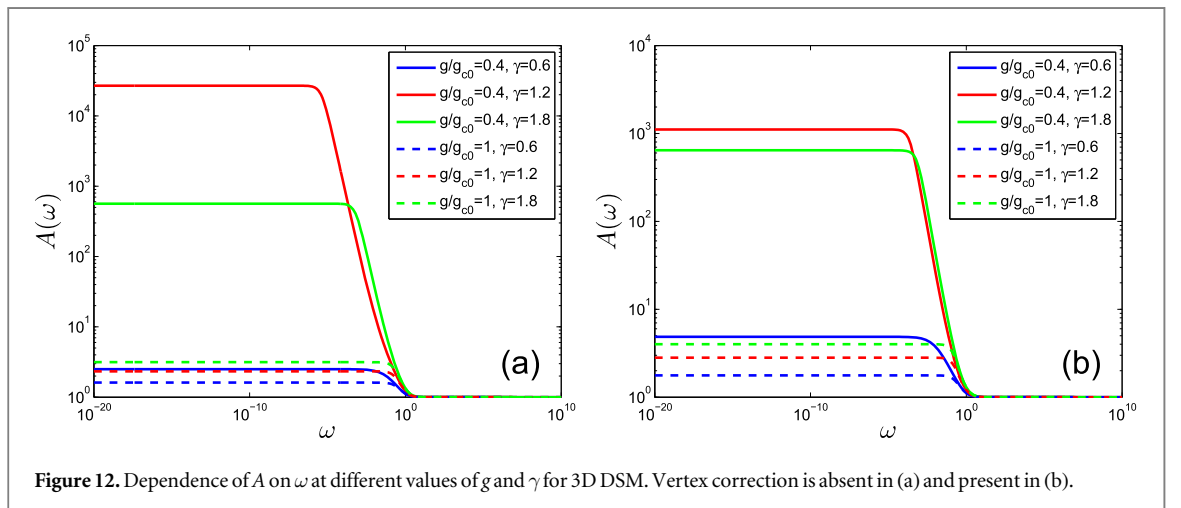 10^5
10^4
10^3
10^2
10^1
10^0
A(ω)
10^−20
10^−10
10^0
10^10
ω
g/g_c0=0.4, γ=0.6
g/g_c0=0.4, γ=1.2
g/g_c0=0.4, γ=1.8
g/g_c0=1, γ=0.6
g/g_c0=1, γ=1.2
g/g_c0=1, γ=1.8
(a)
10^4
10^3
10^2
10^1
10^0
A(ω)
10^−20
10^−10
10^0
10^10
ω
g/g_c0=0.4, γ=0.6
g/g_c0=0.4, γ=1.2
g/g_c0=0.4, γ=1.8
g/g_c0=1, γ=0.6
g/g_c0=1, γ=1.2
g/g_c0=1, γ=1.8
(b)
Figure 12. Dependence of A on ω at different values of g and γ for 3D DSM. Vertex correction is absent in (a) and present in (b).